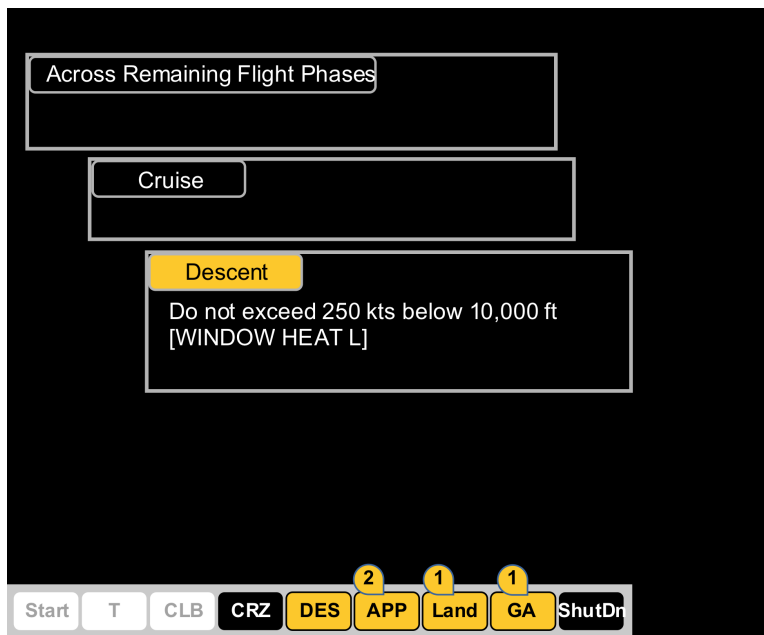 Across Remaining Flight Phases
Cruise
Descent
Do not exceed 250 kts below 10,000 ft
[WINDOW HEAT L]
2 1 1
Start T CLB CRZ DES APP Land GA ShutDn